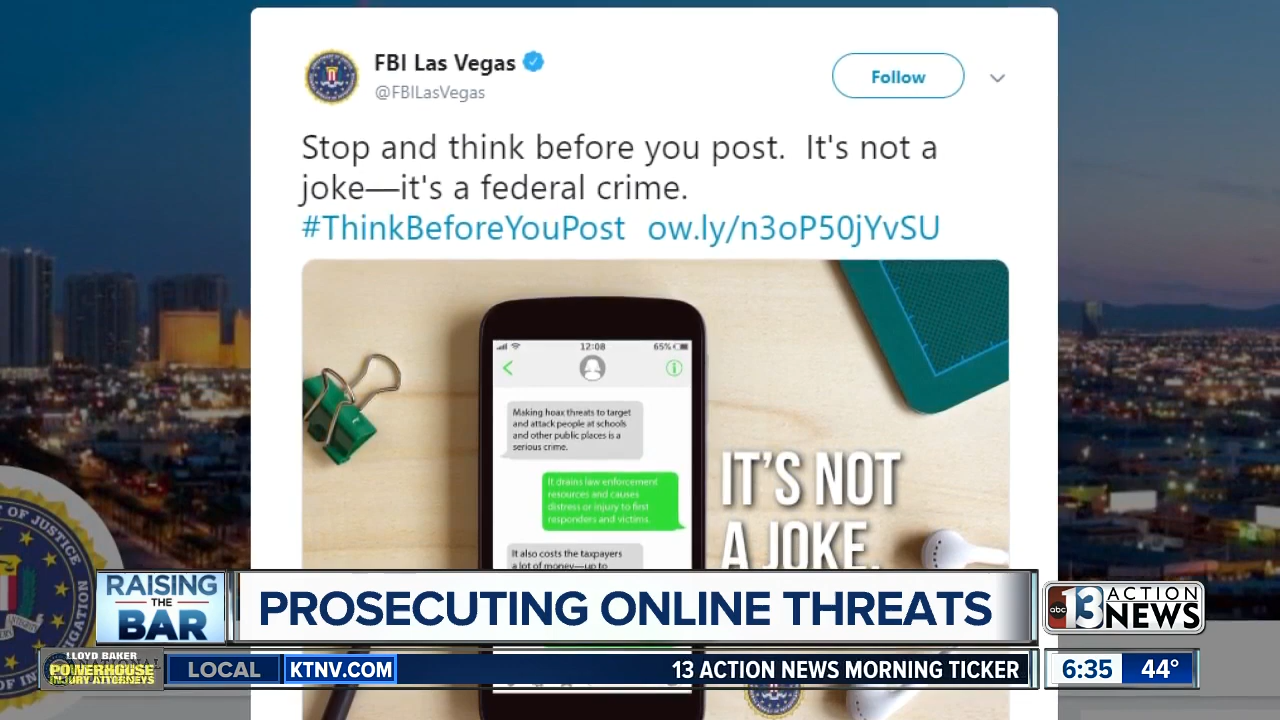 FBI Las Vegas
@FBILasVegas
Follow
Stop and think before you post. It's not a
joke—it's a federal crime.
#ThinkBeforeYouPost ow.ly/n3oP50jYvSU
12:08
65%
Making hoax threats to target
and attack people at schools
and other public places is a
serious crime.
It drains law enforcement
resources and causes
distress or injury to first
responders and victims.
It also costs the taxpayers
a lot of money—up to
IT'S NOT
A JOKE.
OF JUSTICE
RAISING
THE
BAR
PROSECUTING ONLINE THREATS
abc 13 ACTION
NEWS
LLOYD BAKER
POWERHOUSE
INJURY ATTORNEYS
LOCAL
KTNV.COM
13 ACTION NEWS MORNING TICKER
6:35
44°